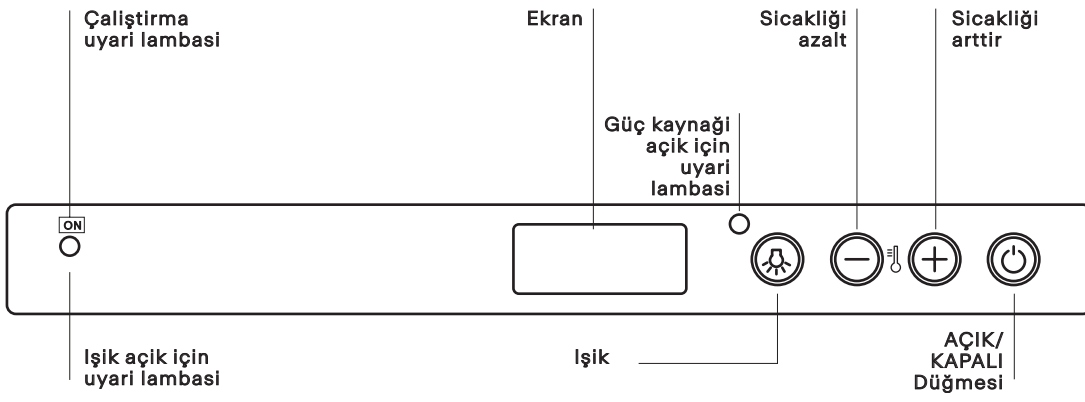 Çaliştirma
uyari lambasi
Ekran
Sicakliği
azalt
Sicakliği
arttir
Güç kaynaği
açik için
uyari
lambasi
ON
Işik açik için
uyari lambasi
Işik
AÇIK/
KAPALI
Düğmesi